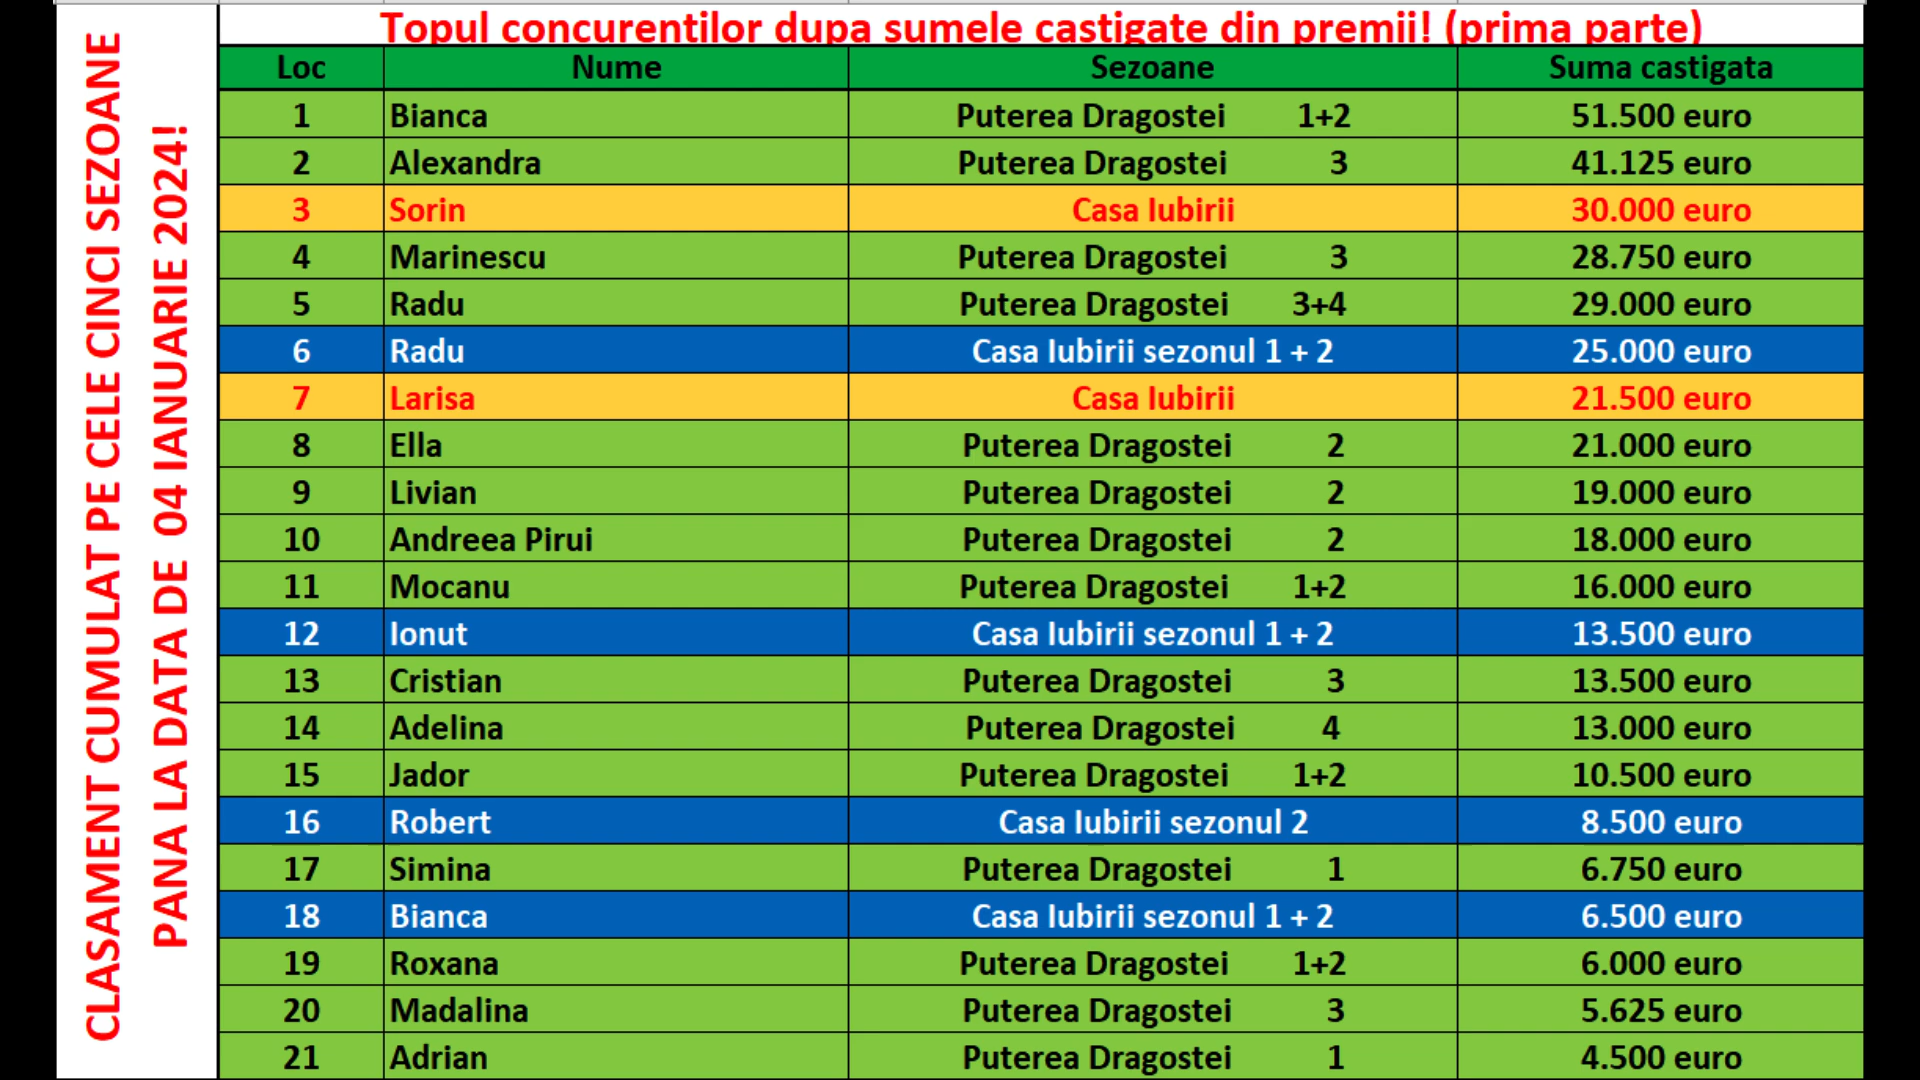 CLASAMENT CUMULAT PE CELE CINCI SEZOANE
PANA LA DATA DE 04 IANUARIE 2024!
Topul concurentilor dupa sumele castigate din premii! (prima parte)
Loc Nume Sezoane Suma castigata
1 Bianca Puterea Dragostei 1+2 51.500 euro
2 Alexandra Puterea Dragostei 3 41.125 euro
3 Sorin Casa Iubirii 30.000 euro
4 Marinescu Puterea Dragostei 3 28.750 euro
5 Radu Puterea Dragostei 3+4 29.000 euro
6 Radu Casa Iubirii sezonul 1 + 2 25.000 euro
7 Larisa Casa Iubirii 21.500 euro
8 Ella Puterea Dragostei 2 21.000 euro
9 Livian Puterea Dragostei 2 19.000 euro
10 Andreea Pirui Puterea Dragostei 2 18.000 euro
11 Mocanu Puterea Dragostei 1+2 16.000 euro
12 Ionut Casa Iubirii sezonul 1 + 2 13.500 euro
13 Cristian Puterea Dragostei 3 13.500 euro
14 Adelina Puterea Dragostei 4 13.000 euro
15 Jador Puterea Dragostei 1+2 10.500 euro
16 Robert Casa Iubirii sezonul 2 8.500 euro
17 Simina Puterea Dragostei 1 6.750 euro
18 Bianca Casa Iubirii sezonul 1 + 2 6.500 euro
19 Roxana Puterea Dragostei 1+2 6.000 euro
20 Madalina Puterea Dragostei 3 5.625 euro
21 Adrian Puterea Dragostei 1 4.500 euro